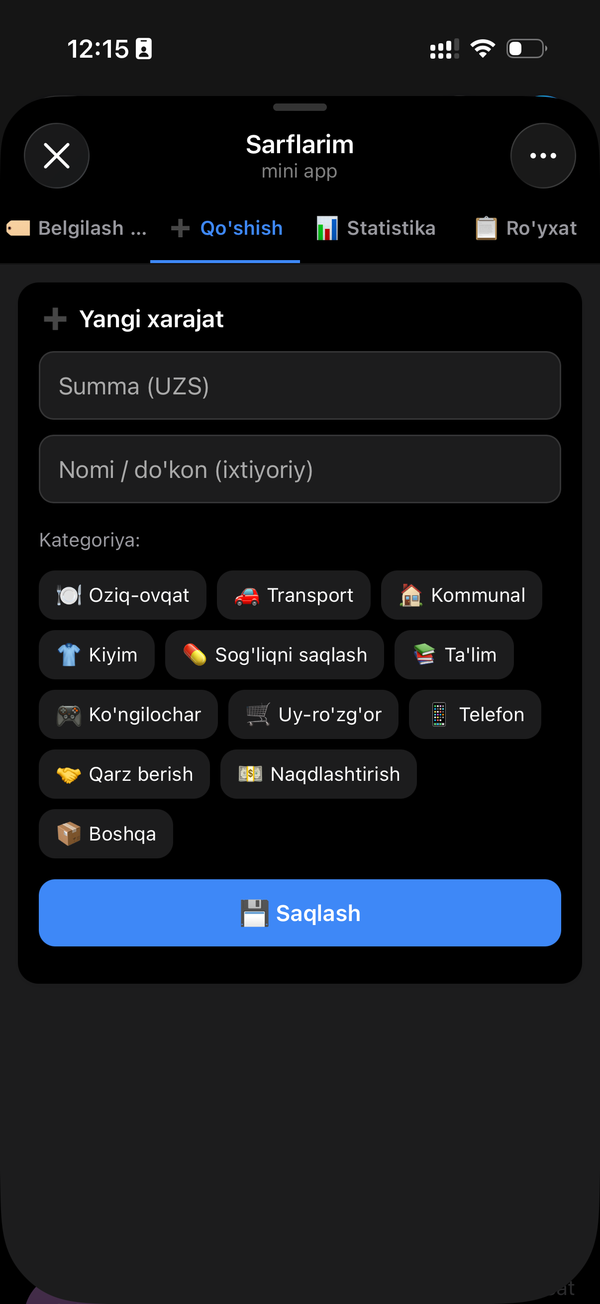 12:15
Sarflarim
mini app
Belgilash ... Qo'shish Statistika Ro'yxat
Yangi xarajat
Summa (UZS)
Nomi / do'kon (ixtiyoriy)
Kategoriya:
Oziq-ovqat Transport Kommunal
Kiyim Sog'liqni saqlash Ta'lim
Ko'ngilochar Uy-ro'zg'or Telefon
Qarz berish Naqdlashtirish
Boshqa
Saqlash